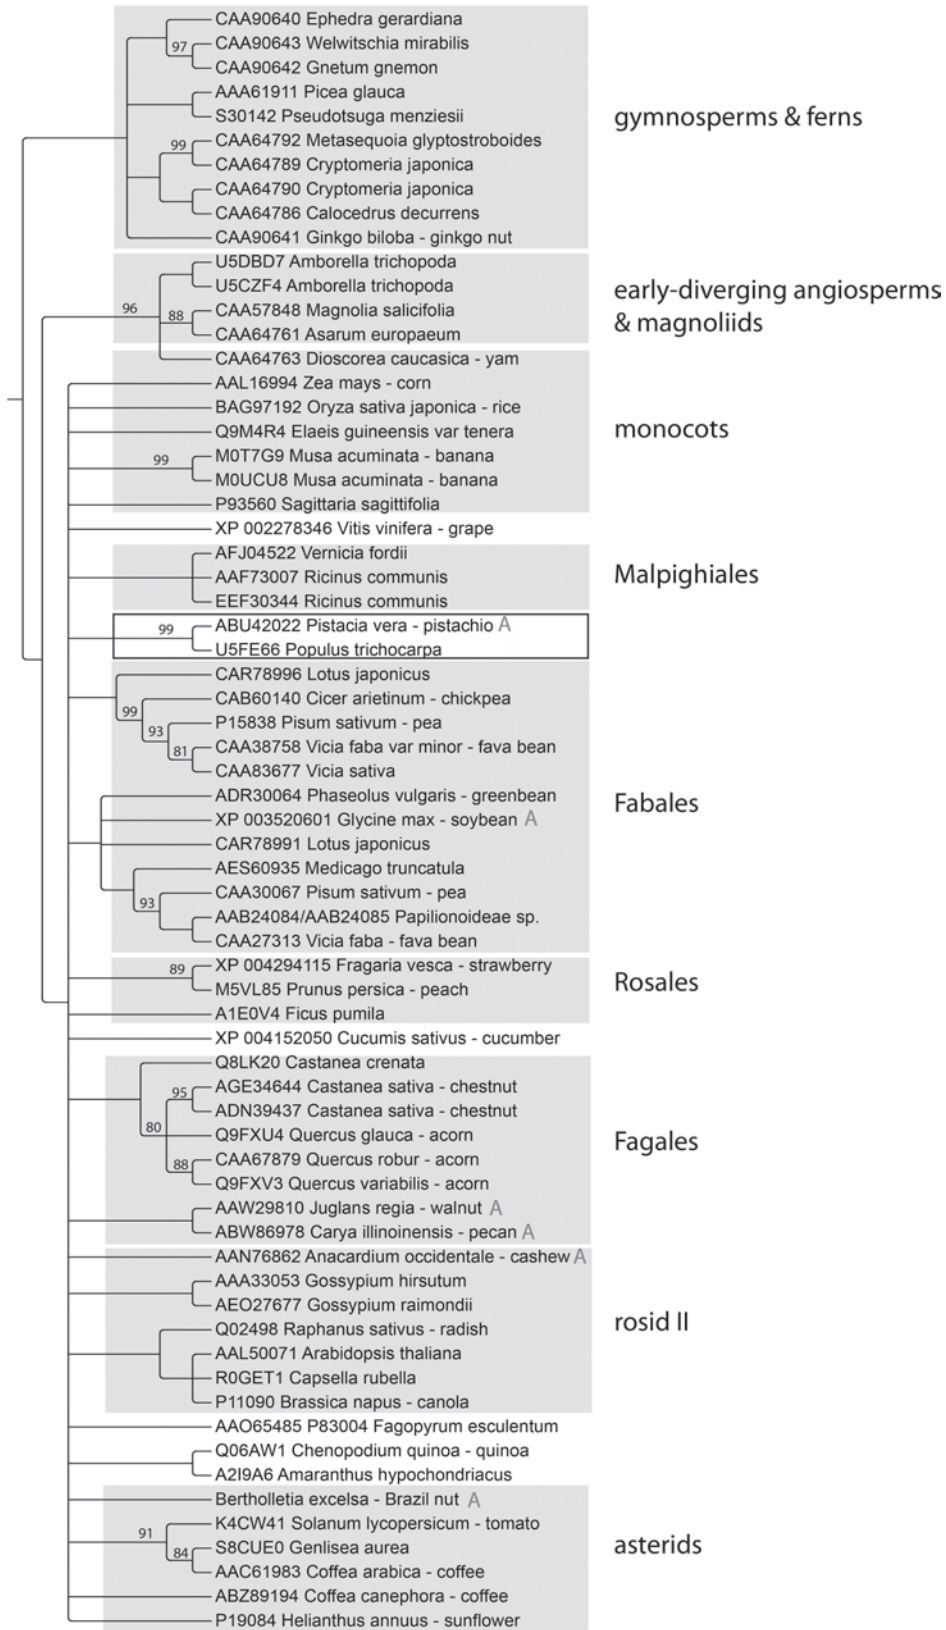 CAA90640 Ephedra gerardiana
97
CAA90643 Welwitschia mirabilis
CAA90642 Gnetum gnemon
AAA61911 Picea glauca
S30142 Pseudotsuga menziesii
gymnosperms & ferns
99
CAA64792 Metasequoia glyptostroboides
CAA64789 Cryptomeria japonica
CAA64790 Cryptomeria japonica
CAA64786 Calocedrus decurrens
CAA90641 Ginkgo biloba - ginkgo nut
U5DBD7 Amborella trichopoda
U5CZF4 Amborella trichopoda
early-diverging angiosperms
& magnoliids
96
88
CAA57848 Magnolia salicifolia
CAA64761 Asarum europaeum
CAA64763 Dioscorea caucasica - yam
AAL16994 Zea mays - corn
BAG97192 Oryza sativa japonica - rice
Q9M4R4 Elaeis guineensis var tenera
monocots
99
M0T7G9 Musa acuminata - banana
M0UCU8 Musa acuminata - banana
P93560 Sagittaria sagittifolia
XP 002278346 Vitis vinifera - grape
AFJ04522 Vernicia fordii
AAF73007 Ricinus communis
Malpighiales
EEF30344 Ricinus communis
99
ABU42022 Pistacia vera - pistachio A
U5FE66 Populus trichocarpa
CAR78996 Lotus japonicus
99
CAB60140 Cicer arietinum - chickpea
93
P15838 Pisum sativum - pea
81
CAA38758 Vicia faba var minor - fava bean
CAA83677 Vicia sativa
ADR30064 Phaseolus vulgaris - greenbean
Fabales
XP 003520601 Glycine max - soybean A
CAR78991 Lotus japonicus
AES60935 Medicago truncatula
93
CAA30067 Pisum sativum - pea
AAB24084/AAB24085 Papilionoideae sp.
CAA27313 Vicia faba - fava bean
89
XP 004294115 Fragaria vesca - strawberry
Rosales
M5VL85 Prunus persica - peach
A1E0V4 Ficus pumila
XP 004152050 Cucumis sativus - cucumber
Q8LK20 Castanea crenata
95
AGE34644 Castanea sativa - chestnut
ADN39437 Castanea sativa - chestnut
80
Q9FXU4 Quercus glauca - acorn
Fagales
88
CAA67879 Quercus robur - acorn
Q9FXV3 Quercus variabilis - acorn
AAW29810 Juglans regia - walnut A
ABW86978 Carya illinoinensis - pecan A
AAN76862 Anacardium occidentale - cashew A
AAA33053 Gossypium hirsutum
AEO27677 Gossypium raimondii
rosid II
Q02498 Raphanus sativus - radish
AAL50071 Arabidopsis thaliana
R0GET1 Capsella rubella
P11090 Brassica napus - canola
AAO65485 P83004 Fagopyrum esculentum
Q06AW1 Chenopodium quinoa - quinoa
A2I9A6 Amaranthus hypochondriacus
Bertholletia excelsa - Brazil nut A
91
K4CW41 Solanum lycopersicum - tomato
84
S8CUE0 Genlisea aurea
asterids
AAC61983 Coffea arabica - coffee
ABZ89194 Coffea canephora - coffee
P19084 Helianthus annuus - sunflower